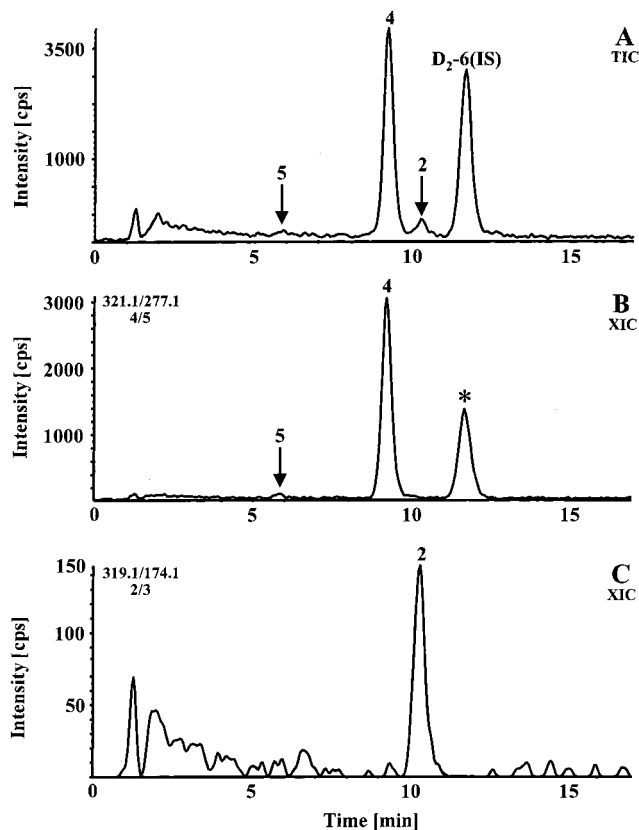 4
A
TIC
D₂-6(IS)
3500
5
2
1000
Intensity [cps]
0 5 10 15
321.1/277.1
4/5
4
B
XIC
3000
2000
1000
*
5
Intensity [cps]
0 5 10 15
319.1/174.1
2/3
2
C
XIC
150
100
50
Intensity [cps]
0 5 10 15
Time [min]